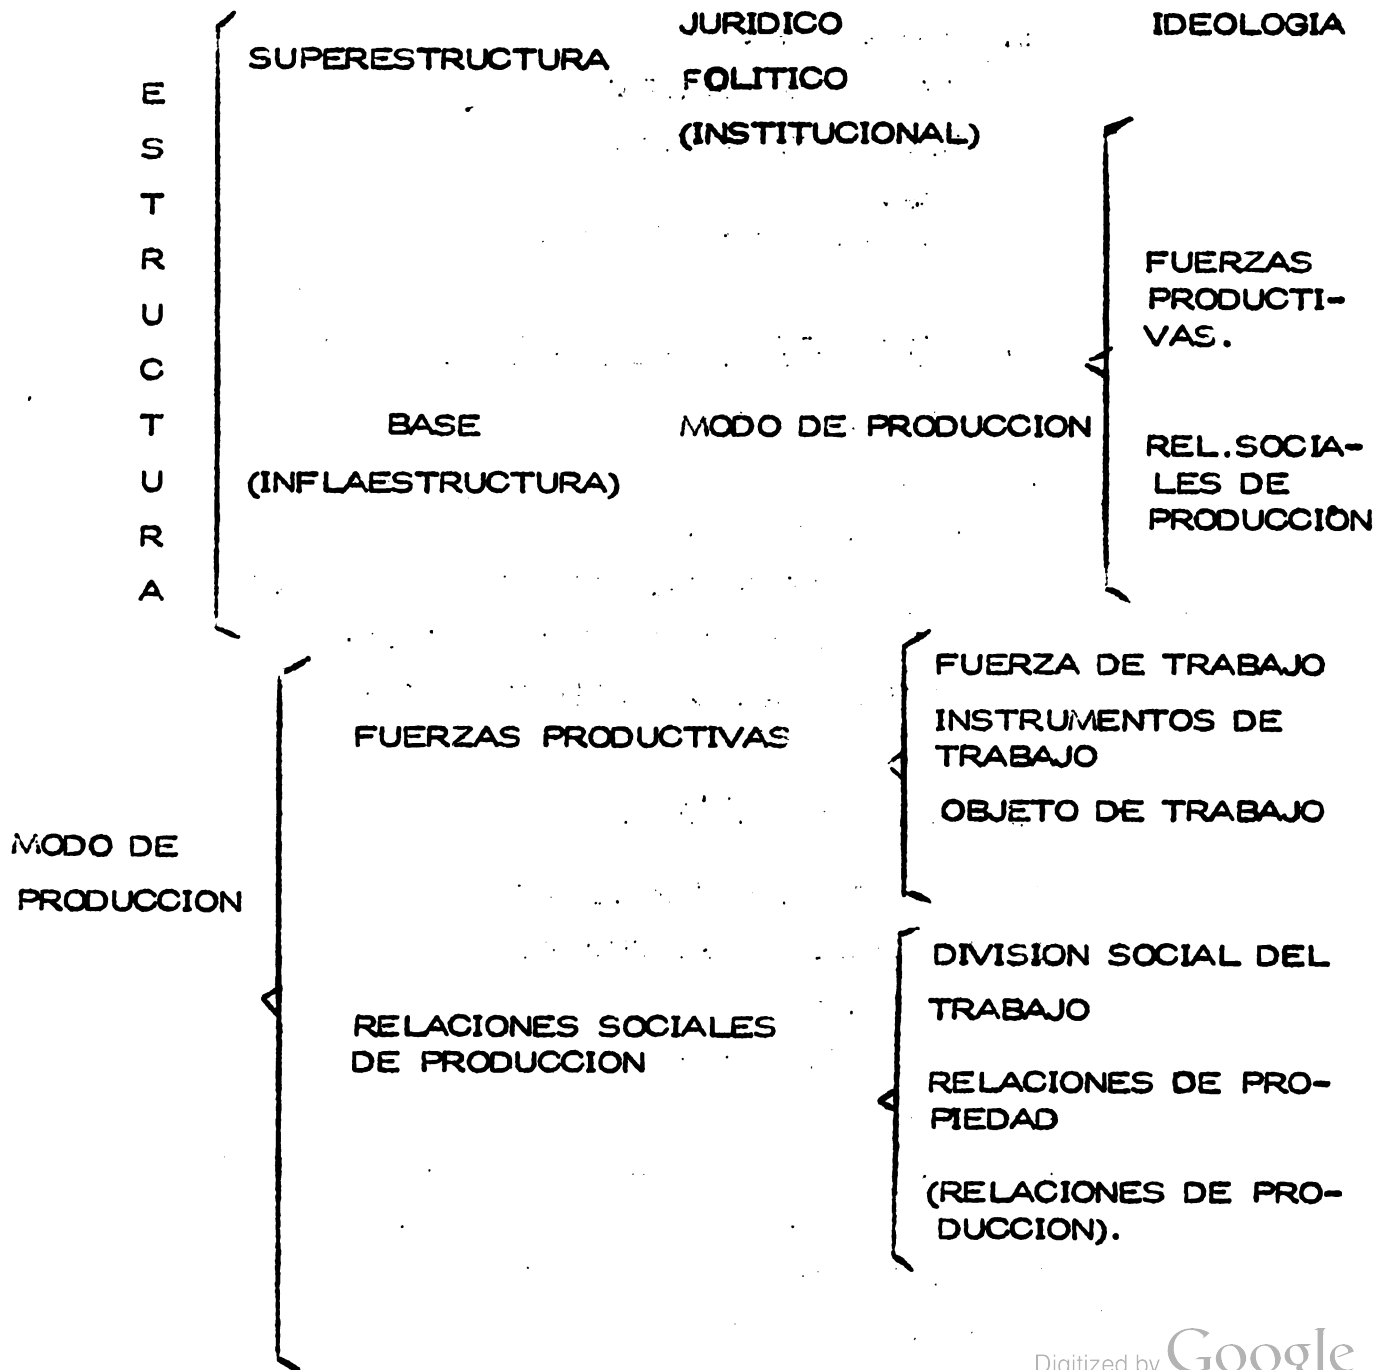 JURIDICO
IDEOLOGIA
SUPERESTRUCTURA
FOLITICO
(INSTITUCIONAL)
E
S
T
R
U
C
T
U
R
A
FUERZAS
PRODUCTI-
VAS.
BASE
MODO DE PRODUCCION
(INFLAESTRUCTURA)
REL.SOCIA-
LES DE
PRODUCCIÓN
MODO DE
PRODUCCION
FUERZAS PRODUCTIVAS
FUERZA DE TRABAJO
INSTRUMENTOS DE
TRABAJO
OBJETO DE TRABAJO
RELACIONES SOCIALES
DE PRODUCCION
DIVISION SOCIAL DEL
TRABAJO
RELACIONES DE PRO-
PIEDAD
(RELACIONES DE PRO-
DUCCION).
Digitized by Google